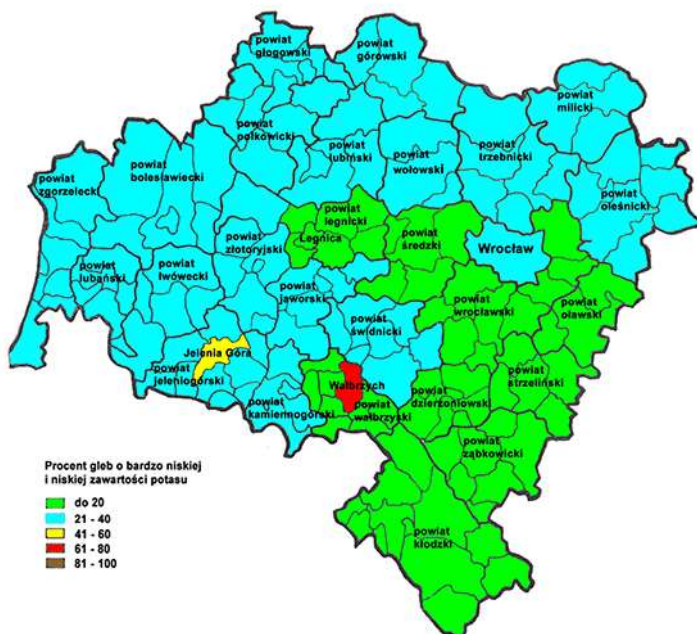 powiat
głogowski
powiat
górowski
powiat
milicki
powiat
polkowicki
powiat
lubiński
powiat
trzebnicki
powiat
wołowski
powiat
bolesławiecki
powiat
zgorzelecki
powiat
oleśnicki
powiat
legnicki
Legnica
powiat
średzki
Wrocław
powiat
złotoryjski
powiat
lubański
powiat
lwówecki
powiat
jaworski
powiat
wrocławski
powiat
oławski
powiat
świdnicki
Jelenia Góra
powiat
jeleniogórski
Wałbrzych
powiat
strzeliński
powiat
dzierżoniowski
powiat
kamiennogórski
powiat
wałbrzyski
powiat
ząbkowicki
powiat
kłodzki
Procent gleb o bardzo niskiej
i niskiej zawartości potasu
do 20
21 - 40
41 - 60
61 - 80
81 - 100